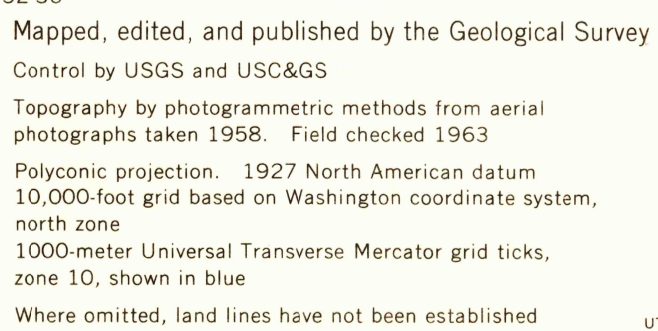 Mapped, edited, and published by the Geological Survey
Control by USGS and USC&GS
Topography by photogrammetric methods from aerial
photographs taken 1958. Field checked 1963
Polyconic projection. 1927 North American datum
10,000-foot grid based on Washington coordinate system,
north zone
1000-meter Universal Transverse Mercator grid ticks,
zone 10, shown in blue
Where omitted, land lines have not been established